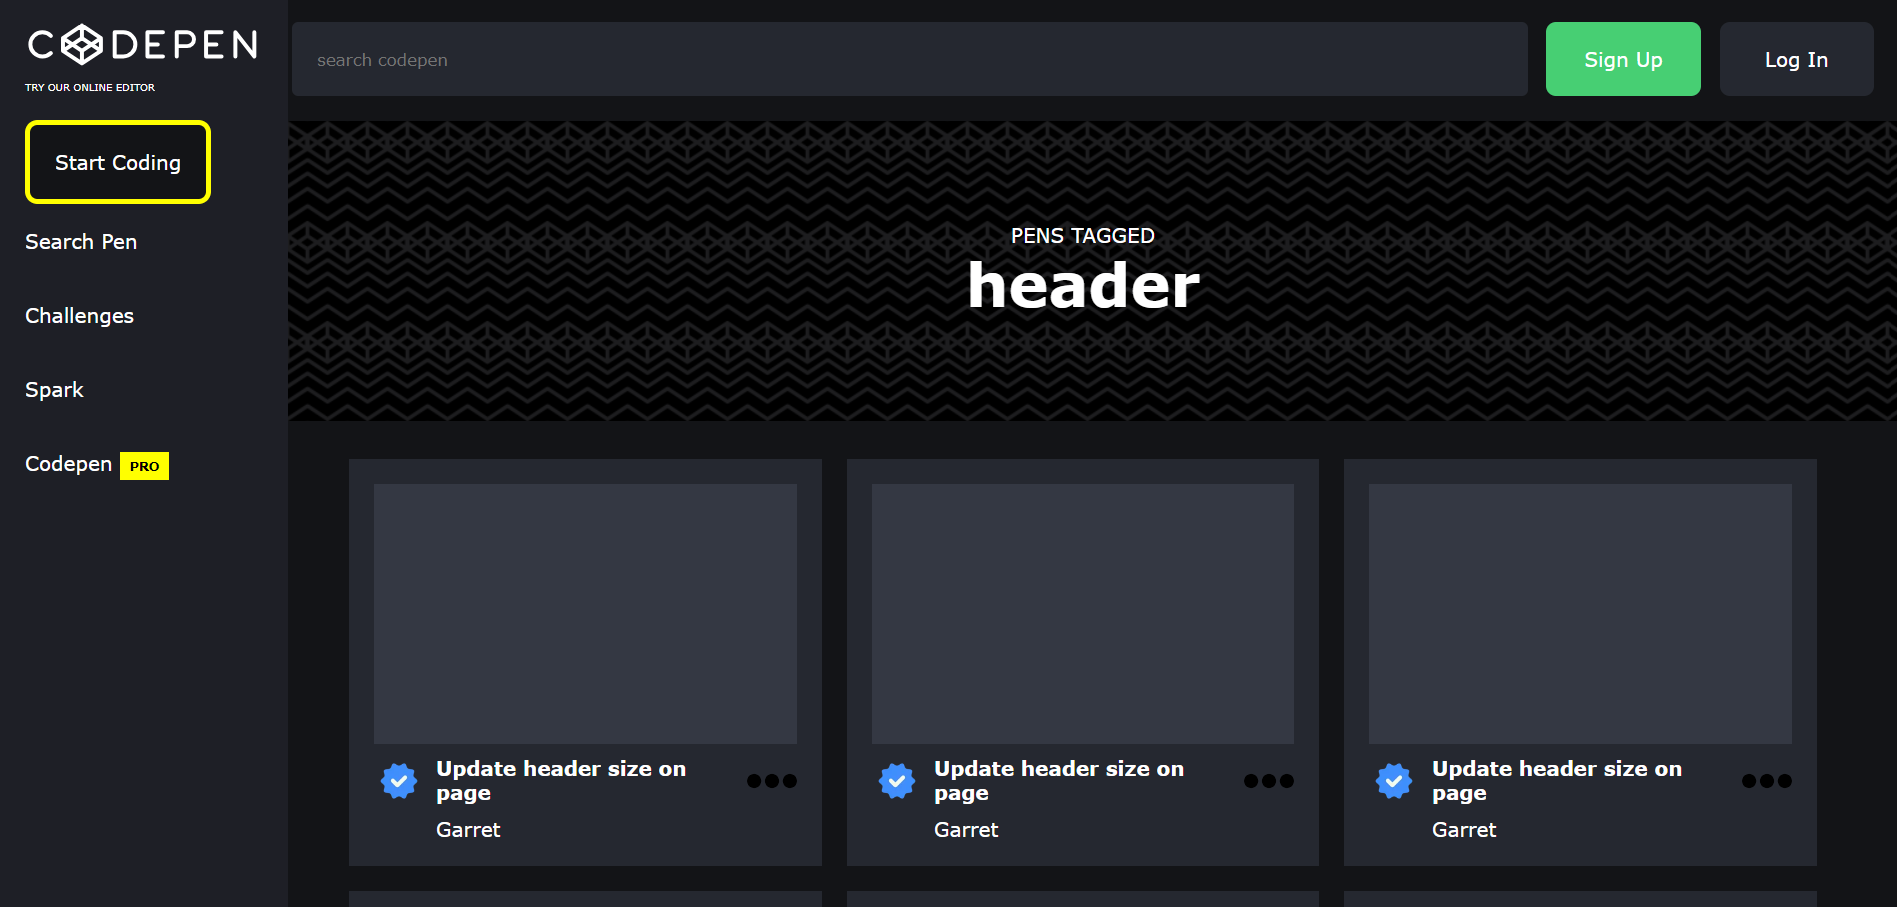 CODEPEN
TRY OUR ONLINE EDITOR
Start Coding
Search Pen
Challenges
Spark
Codepen PRO
search codepen
Sign Up
Log In
PENS TAGGED
header
Update header size on
page
Garret
Update header size on
page
Garret
Update header size on
page
Garret